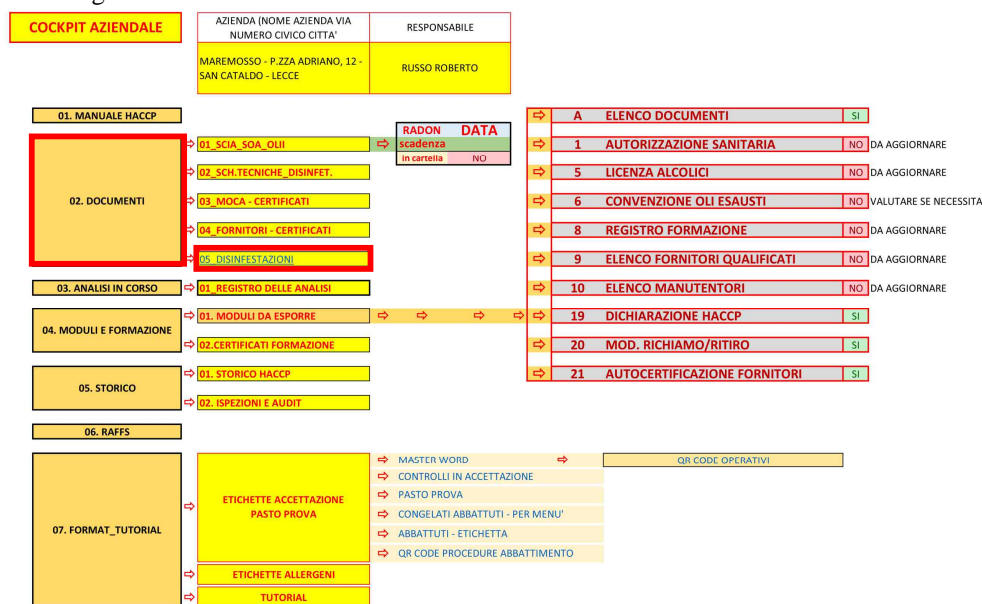 COCKPIT AZIENDALE
AZIENDA (NOME AZIENDA VIA
NUMERO CIVICO CITTA'
RESPONSABILE
MAREMOSSO - P.ZZA ADRIANO, 12 -
SAN CATALDO - LECCE
RUSSO ROBERTO
01. MANUALE HACCP
⇨ A ELENCO DOCUMENTI SI
RADON DATA
⇨ 01_SCIA_SOA_OLII ⇨ scadenza
in cartella NO
⇨ 1 AUTORIZZAZIONE SANITARIA NO DA AGGIORNARE
⇨ 02_SCH.TECNICHE_DISINFET.
⇨ 5 LICENZA ALCOLICI NO DA AGGIORNARE
02. DOCUMENTI
⇨ 03_MOCA - CERTIFICATI
⇨ 6 CONVENZIONE OLI ESAUSTI NO VALUTARE SE NECESSITA
⇨ 04_FORNITORI - CERTIFICATI
⇨ 8 REGISTRO FORMAZIONE NO DA AGGIORNARE
⇨ 05_DISINFESTAZIONI
⇨ 9 ELENCO FORNITORI QUALIFICATI NO DA AGGIORNARE
03. ANALISI IN CORSO ⇨ 01_REGISTRO DELLE ANALISI
⇨ 10 ELENCO MANUTENTORI NO DA AGGIORNARE
04. MODULI E FORMAZIONE
⇨ 01. MODULI DA ESPORRE ⇨ ⇨ ⇨ ⇨
⇨ 19 DICHIARAZIONE HACCP SI
⇨ 02.CERTIFICATI FORMAZIONE
⇨ 20 MOD. RICHIAMO/RITIRO SI
05. STORICO
⇨ 01. STORICO HACCP
⇨ 21 AUTOCERTIFICAZIONE FORNITORI SI
⇨ 02. ISPEZIONI E AUDIT
06. RAFFS
07. FORMAT_TUTORIAL
⇨ ETICHETTE ACCETTAZIONE
PASTO PROVA
⇨ MASTER WORD ⇨ QR CODE OPERATIVI
⇨ CONTROLLI IN ACCETTAZIONE
⇨ PASTO PROVA
⇨ CONGELATI ABBATTUTI - PER MENU'
⇨ ABBATTUTI - ETICHETTA
⇨ QR CODE PROCEDURE ABBATTIMENTO
⇨ ETICHETTE ALLERGENI
⇨ TUTORIAL